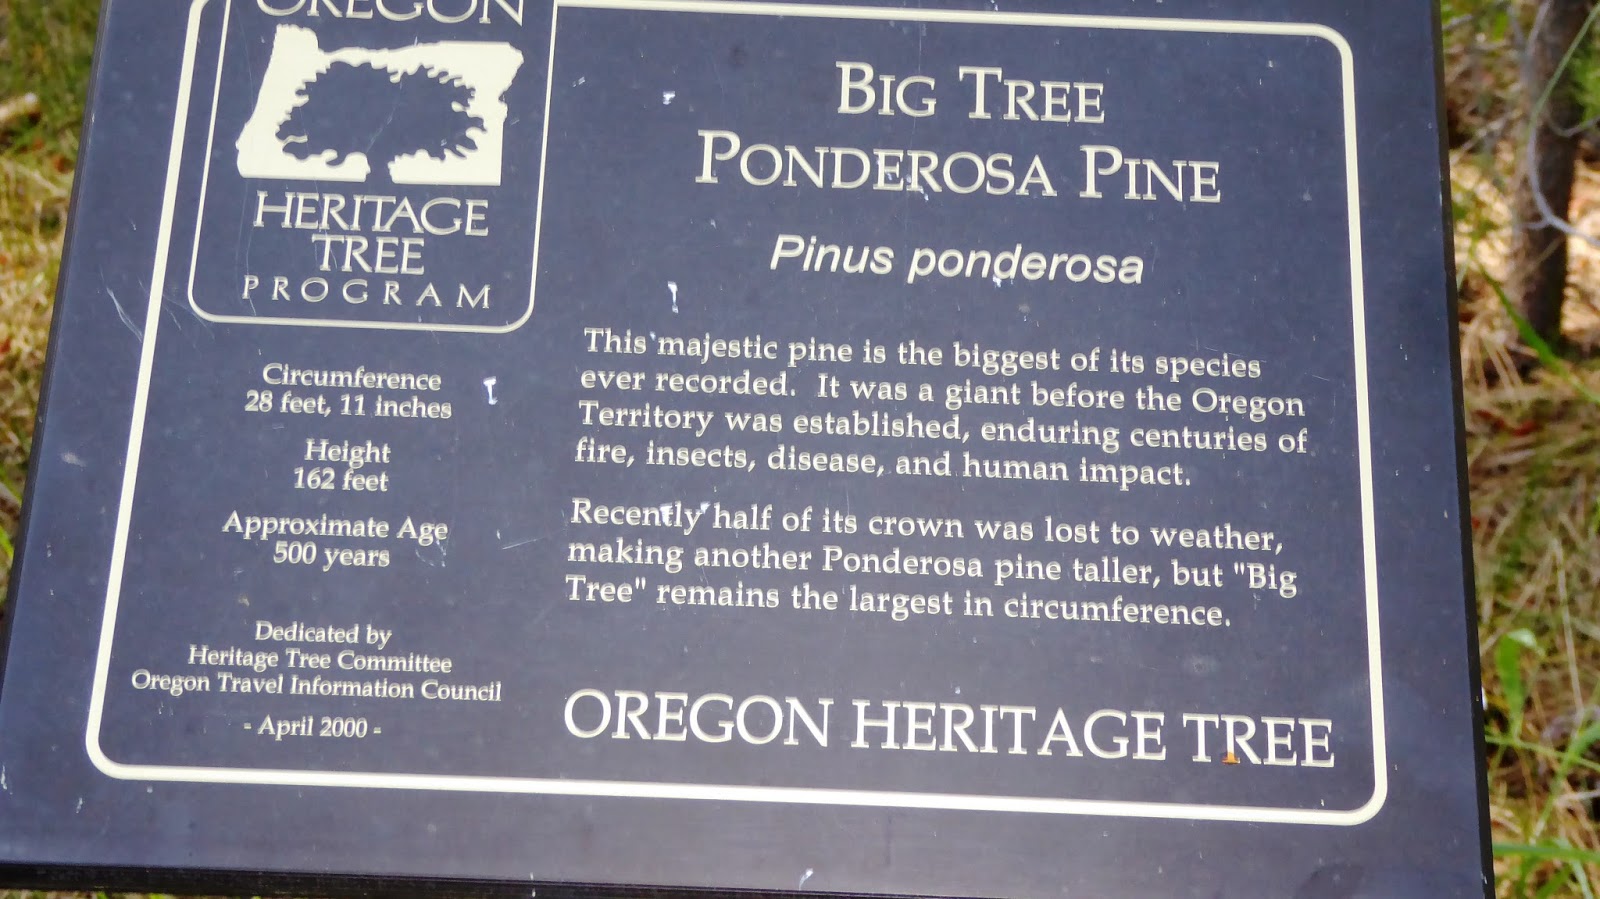 OREGON
HERITAGE
TREE
PROGRAM
Circumference
28 feet, 11 inches
Height
162 feet
Approximate Age
500 years
Dedicated by
Heritage Tree Committee
Oregon Travel Information Council
- April 2000 -
BIG TREE
PONDEROSA PINE
Pinus ponderosa
This majestic pine is the biggest of its species
ever recorded. It was a giant before the Oregon
Territory was established, enduring centuries of
fire, insects, disease, and human impact.
Recently half of its crown was lost to weather,
making another Ponderosa pine taller, but "Big
Tree" remains the largest in circumference.
OREGON HERITAGE TREE